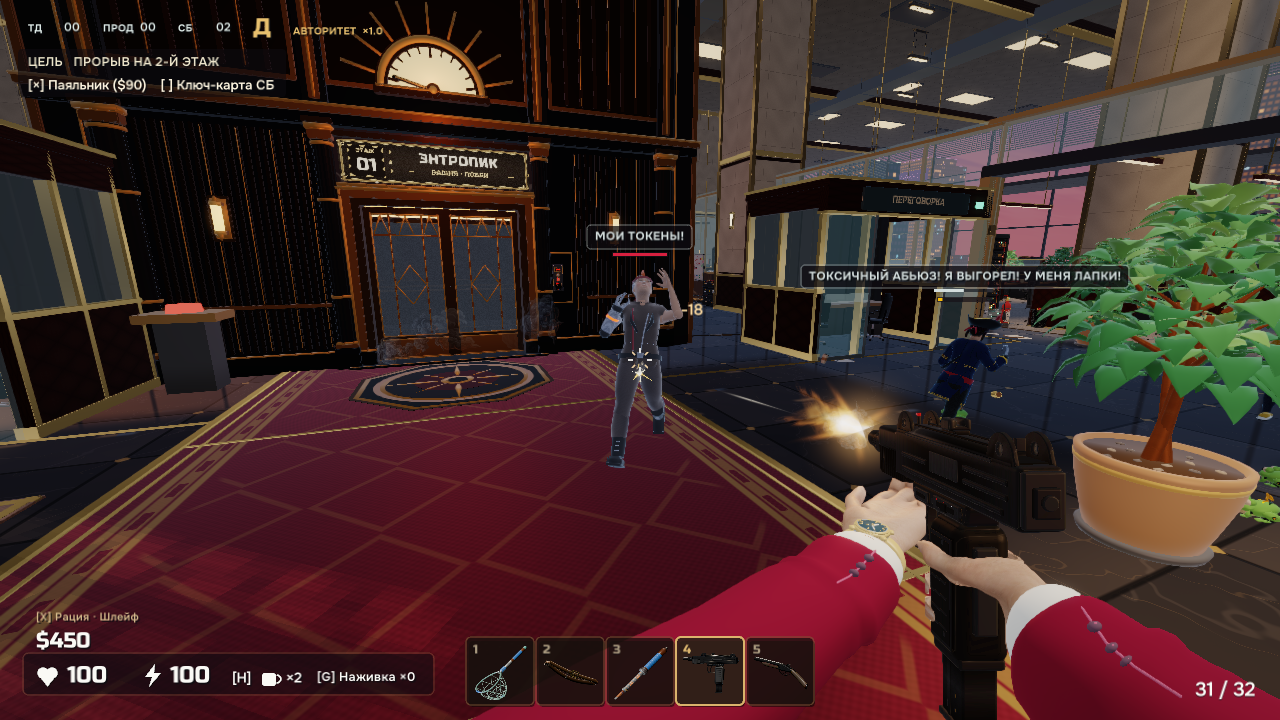 ТД 00 ПРОД 00 СБ 02 Д АВТОРИТЕТ ×1.0
ЦЕЛЬ ПРОРЫВ НА 2-Й ЭТАЖ
[×] Паяльник ($90) [ ] Ключ-карта СБ
ЭТАЖ
01
ЭНТРОПИК
БАШНЯ · ЛОББИ
ПЕРЕГОВОРКА
МОИ ТОКЕНЫ!
ТОКСИЧНЫЙ АБЬЮЗ! Я ВЫГОРЕЛ! У МЕНЯ ЛАПКИ!
-18
[X] Рация · Шлейф
$450
100 100 [H] ×2 [G] Наживка ×0
1 2 3 4 5
31 / 32